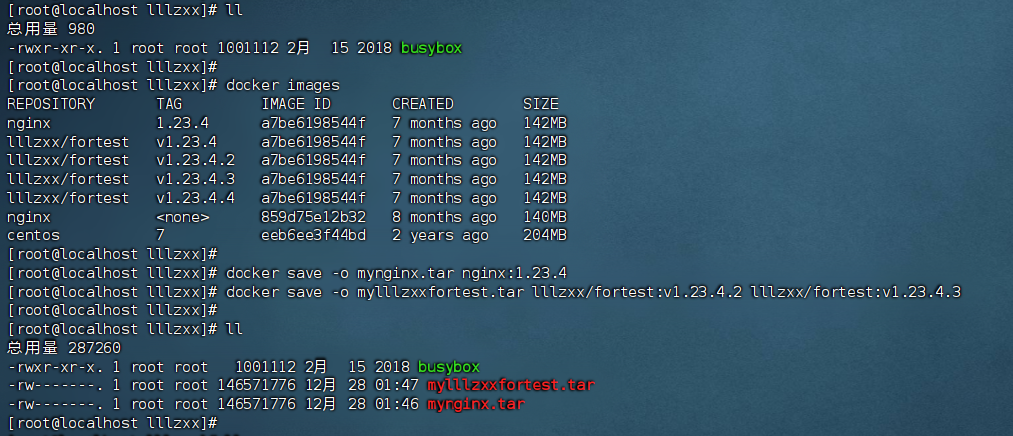 [root@localhost lllzxx]# ll
总用量 980
-rwxr-xr-x. 1 root root 1001112 2月  15 2018 busybox
[root@localhost lllzxx]#
[root@localhost lllzxx]# docker images
REPOSITORY       TAG         IMAGE ID       CREATED        SIZE
nginx            1.23.4      a7be6198544f   7 months ago   142MB
lllzxx/fortest   v1.23.4     a7be6198544f   7 months ago   142MB
lllzxx/fortest   v1.23.4.2   a7be6198544f   7 months ago   142MB
lllzxx/fortest   v1.23.4.3   a7be6198544f   7 months ago   142MB
lllzxx/fortest   v1.23.4.4   a7be6198544f   7 months ago   142MB
nginx            <none>      859d75e12b32   8 months ago   140MB
centos           7           eeb6ee3f44bd   2 years ago    204MB
[root@localhost lllzxx]#
[root@localhost lllzxx]# docker save -o mynginx.tar nginx:1.23.4
[root@localhost lllzxx]# docker save -o mylllzxxfortest.tar lllzxx/fortest:v1.23.4.2 lllzxx/fortest:v1.23.4.3
[root@localhost lllzxx]#
[root@localhost lllzxx]# ll
总用量 287260
-rwxr-xr-x. 1 root root   1001112 2月  15 2018 busybox
-rw-------. 1 root root 146571776 12月 28 01:47 mylllzxxfortest.tar
-rw-------. 1 root root 146571776 12月 28 01:46 mynginx.tar
[root@localhost lllzxx]#